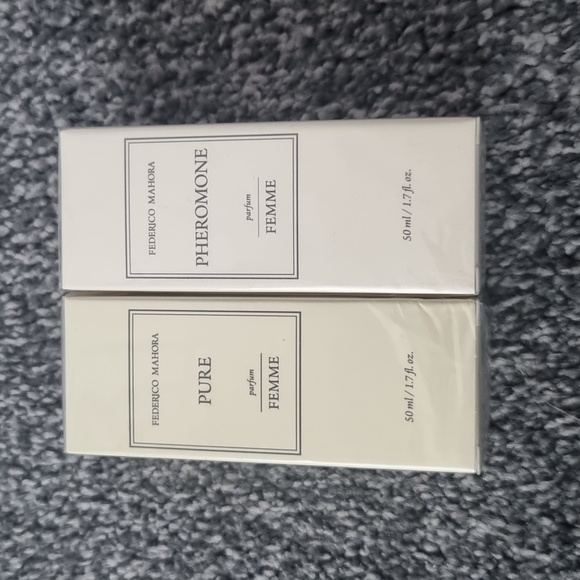 FEDERICO MAHORA
PHEROMONE
parfum
FEMME
50 ml / 1.7 fl. oz.
FEDERICO MAHORA
PURE
parfum
FEMME
50 ml / 1.7 fl. oz.